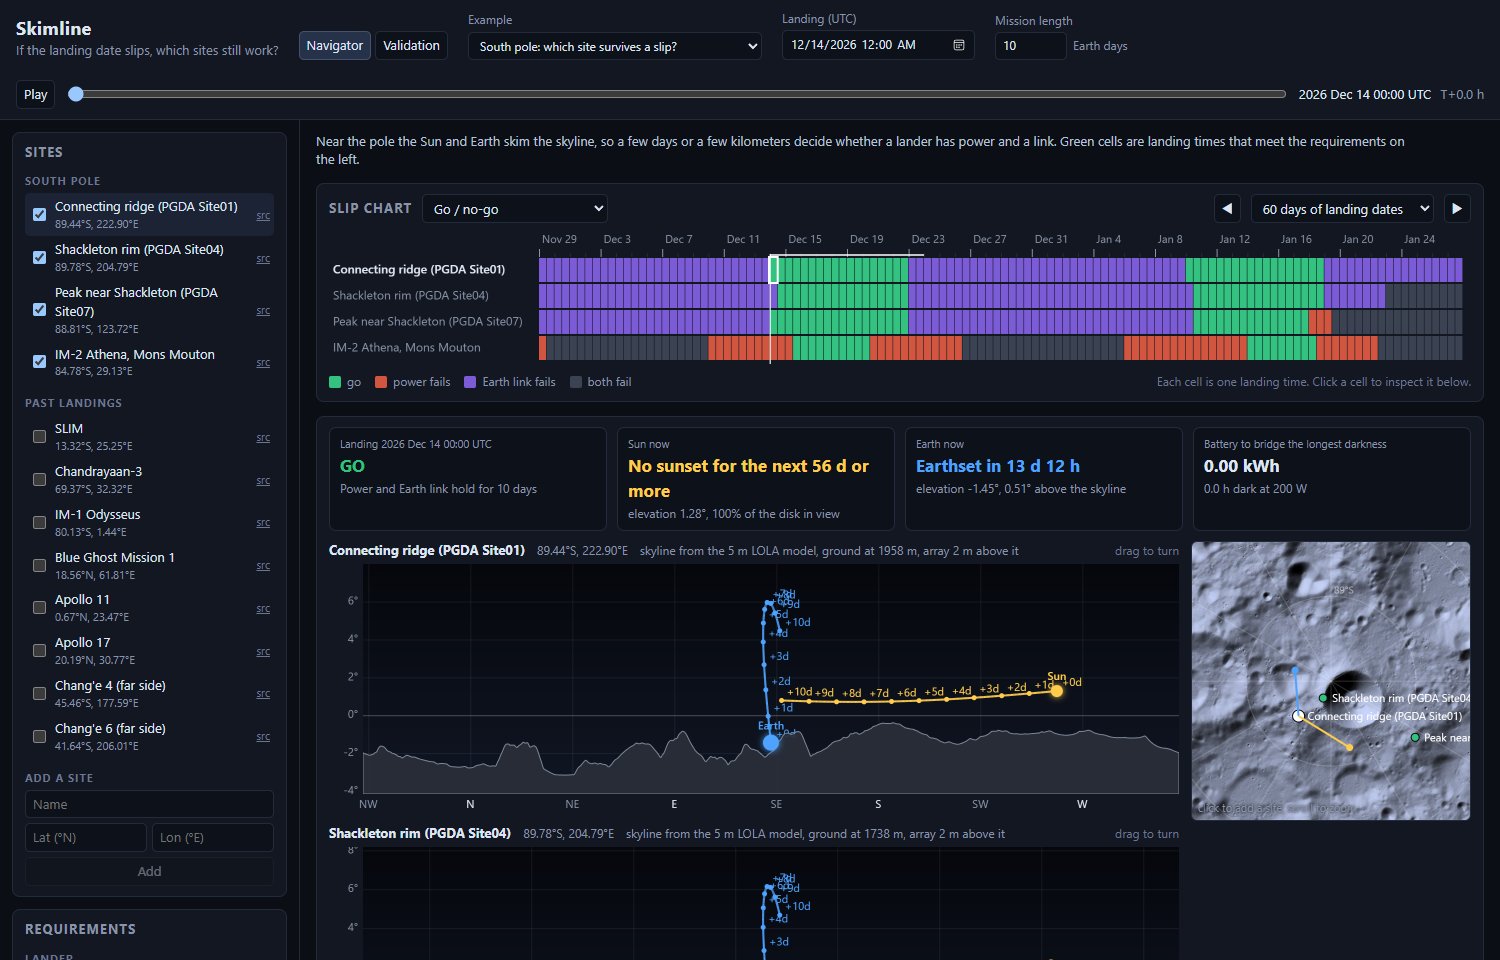 Skimline
If the landing date slips, which sites still work?
Navigator
Validation
Example
South pole: which site survives a slip?
Landing (UTC)
12/14/2026 12:00 AM
Mission length
10
Earth days
Play
2026 Dec 14 00:00 UTC T+0.0 h
SITES
SOUTH POLE
Connecting ridge (PGDA Site01)
89.44°S, 222.90°E
src
Shackleton rim (PGDA Site04)
89.78°S, 204.79°E
src
Peak near Shackleton (PGDA
Site07)
88.81°S, 123.72°E
src
IM-2 Athena, Mons Mouton
84.78°S, 29.13°E
src
PAST LANDINGS
SLIM
13.32°S, 25.25°E
src
Chandrayaan-3
69.37°S, 32.32°E
src
IM-1 Odysseus
80.13°S, 1.44°E
src
Blue Ghost Mission 1
18.56°N, 61.81°E
src
Apollo 11
0.67°N, 23.47°E
src
Apollo 17
20.19°N, 30.77°E
src
Chang'e 4 (far side)
45.46°S, 177.59°E
src
Chang'e 6 (far side)
41.64°S, 206.01°E
src
ADD A SITE
Name
Lat (°N)
Lon (°E)
Add
REQUIREMENTS
LANDER
Near the pole the Sun and Earth skim the skyline, so a few days or a few kilometers decide whether a lander has power and a link. Green cells are landing times that meet the requirements on
the left.
SLIP CHART
Go / no-go
◀
60 days of landing dates
▶
Nov 29 Dec 3 Dec 7 Dec 11 Dec 15 Dec 19 Dec 23 Dec 27 Dec 31 Jan 4 Jan 8 Jan 12 Jan 16 Jan 20 Jan 24
Connecting ridge (PGDA Site01)
Shackleton rim (PGDA Site04)
Peak near Shackleton (PGDA Site07)
IM-2 Athena, Mons Mouton
go power fails Earth link fails both fail
Each cell is one landing time. Click a cell to inspect it below.
Landing 2026 Dec 14 00:00 UTC
GO
Power and Earth link hold for 10 days
Sun now
No sunset for the next 56 d or
more
elevation 1.28°, 100% of the disk in view
Earth now
Earthset in 13 d 12 h
elevation -1.45°, 0.51° above the skyline
Battery to bridge the longest darkness
0.00 kWh
0.0 h dark at 200 W
Connecting ridge (PGDA Site01) 89.44°S, 222.90°E skyline from the 5 m LOLA model, ground at 1958 m, array 2 m above it
drag to turn
6°
4°
2°
0°
-2°
-4°
+9d
+5d
+10d
+4d
+3d
+2d
+1d
Earth
Sun
+10d +9d +8d +7d +6d +5d +4d +3d +2d +1d +0d
NW N NE E SE S SW W
89°S
Shackleton rim (PGDA Site04
Connecting ridge (PGDA Site01)
Peak near
Shackleton rim (PGDA Site04) 89.78°S, 204.79°E skyline from the 5 m LOLA model, ground at 1738 m, array 2 m above it
drag to turn
8°
6°
4°
+9d
+5d
+10d
+4d
+3d